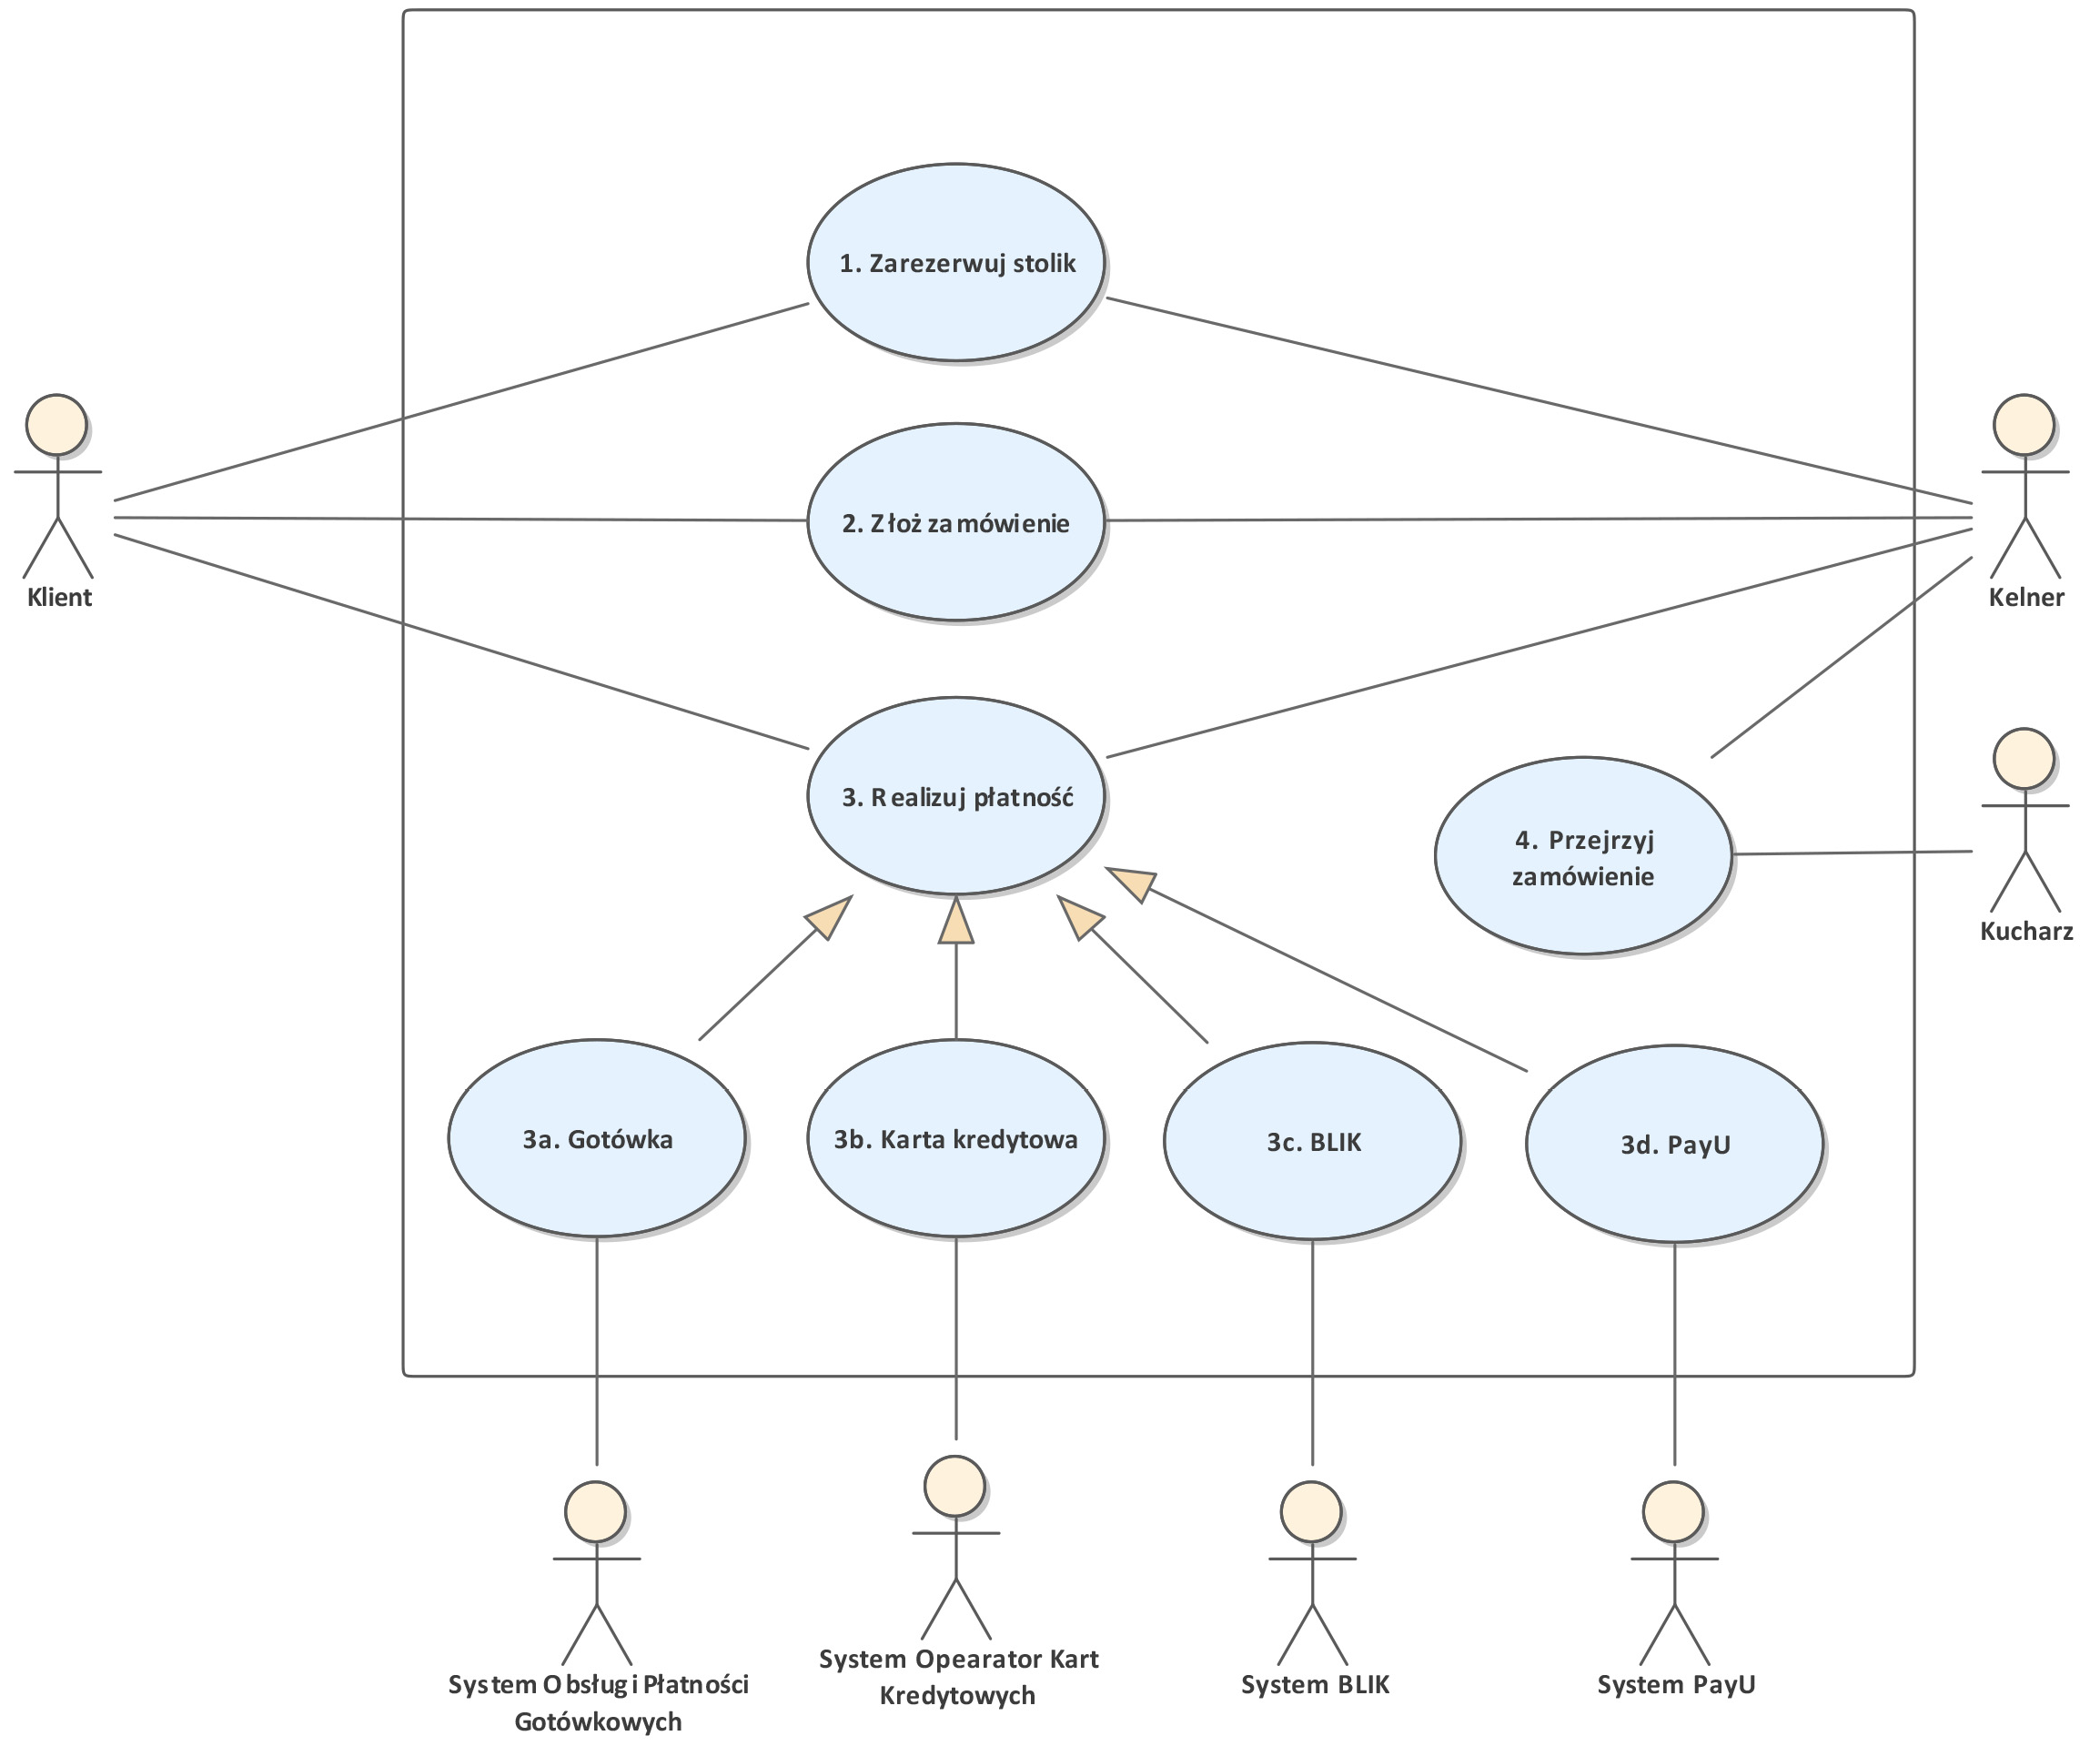 1. Zarezerwuj stolik
2. Złoż zamówienie
Klient
Kelner
3. Realizuj płatność
4. Przejrzyj
zamówienie
Kucharz
3a. Gotówka
3b. Karta kredytowa
3c. BLIK
3d. PayU
System Obsługi Płatności
Gotówkowych
System Opearator Kart
Kredytowych
System BLIK
System PayU